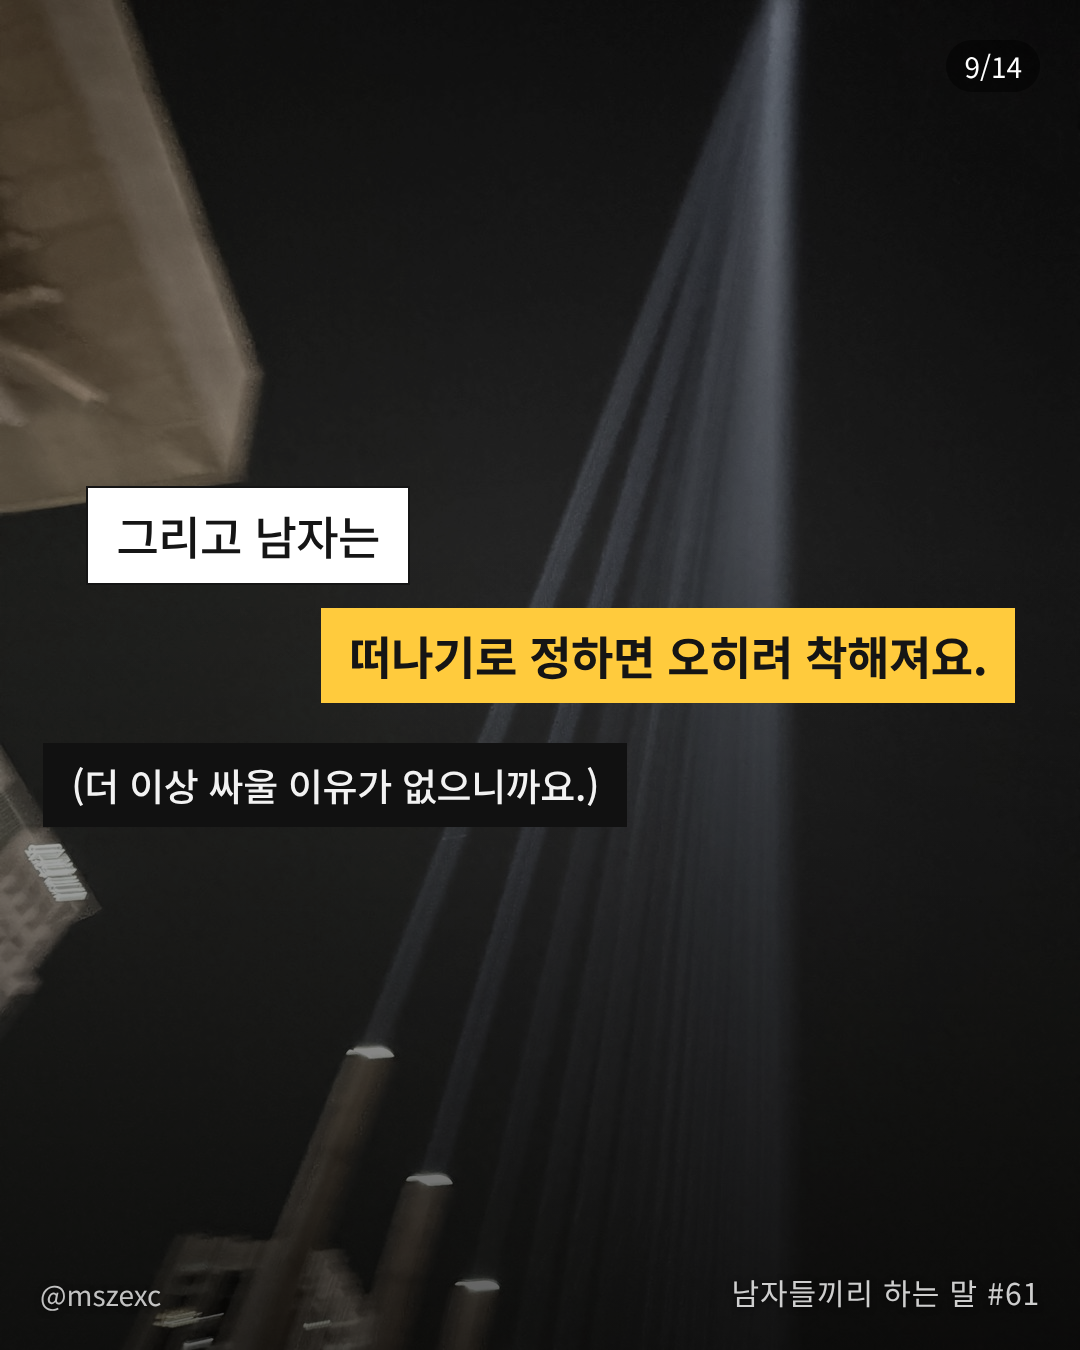 9/14
그리고 남자는
떠나기로 정하면 오히려 착해져요.
(더 이상 싸울 이유가 없으니까요.)
@mszexc
남자들끼리 하는 말 #61